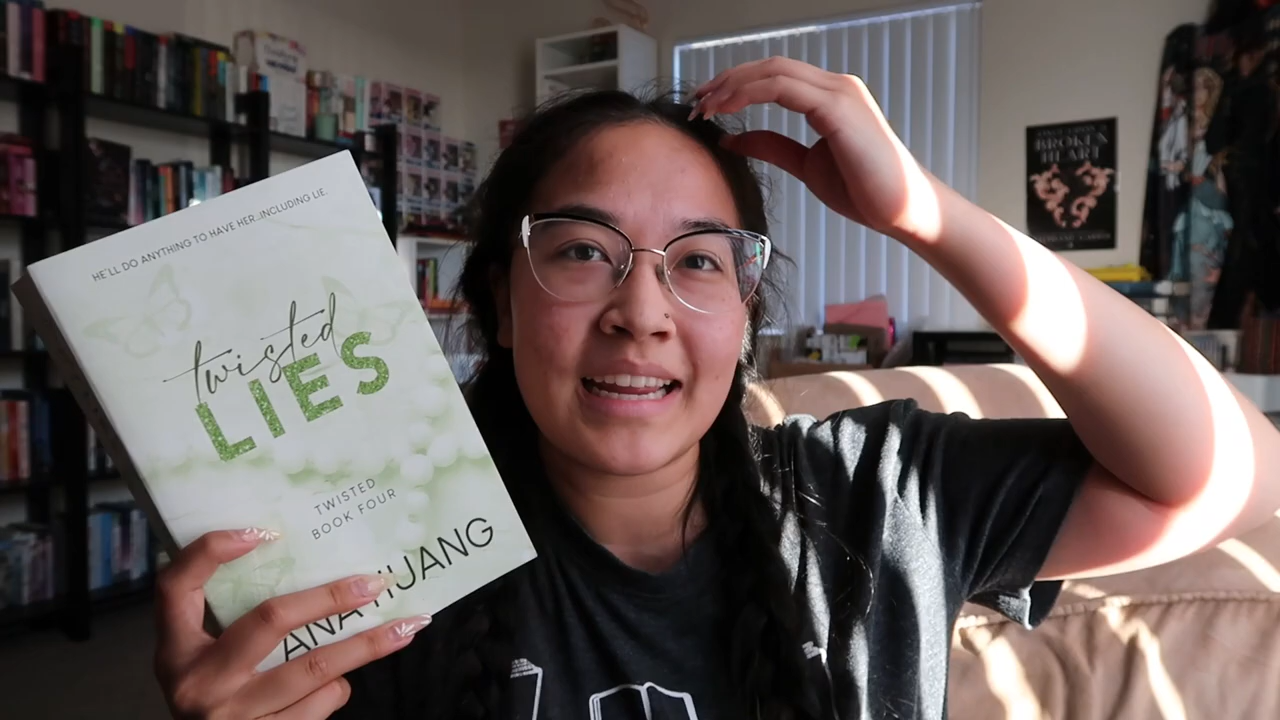 HE'LL DO ANYTHING TO HAVE HER...INCLUDING LIE.
twisted
LIES
TWISTED
BOOK FOUR
ANA HUANG
BROKEN
HEART